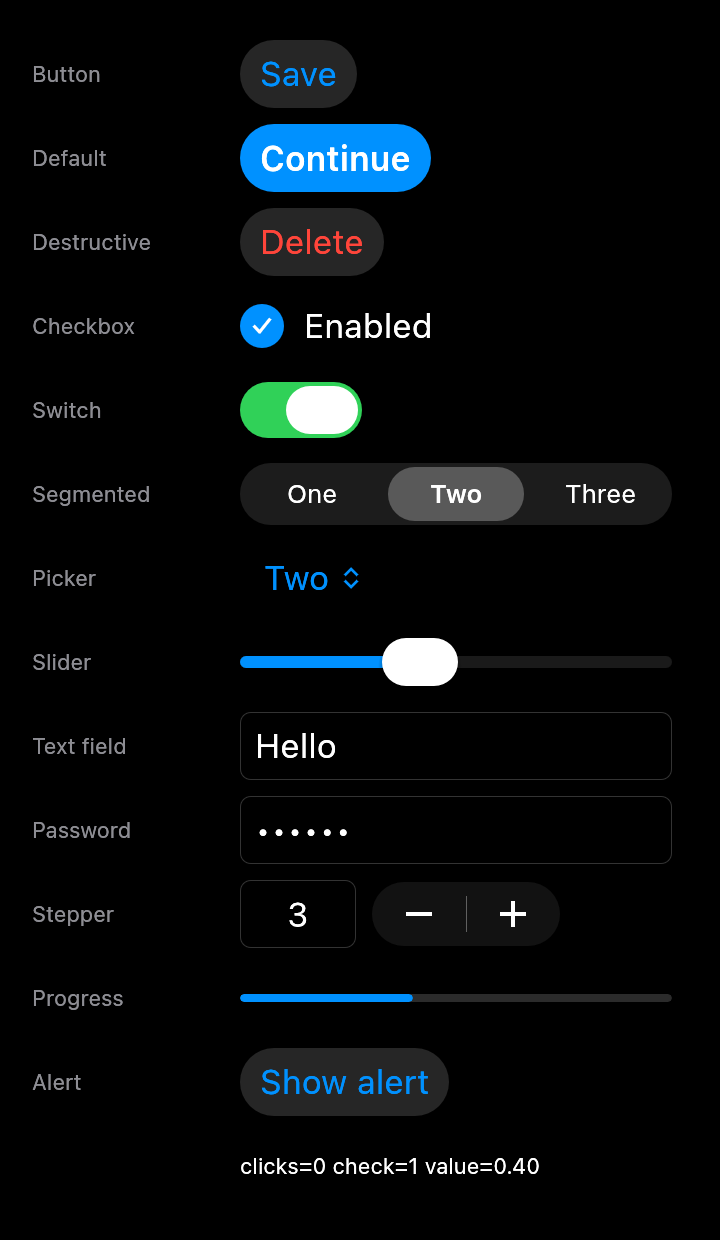 Button Save
Default Continue
Destructive Delete
Checkbox Enabled
Switch
Segmented One Two Three
Picker Two
Slider
Text field Hello
Password ••••••
Stepper 3 − +
Progress
Alert Show alert
clicks=0 check=1 value=0.40